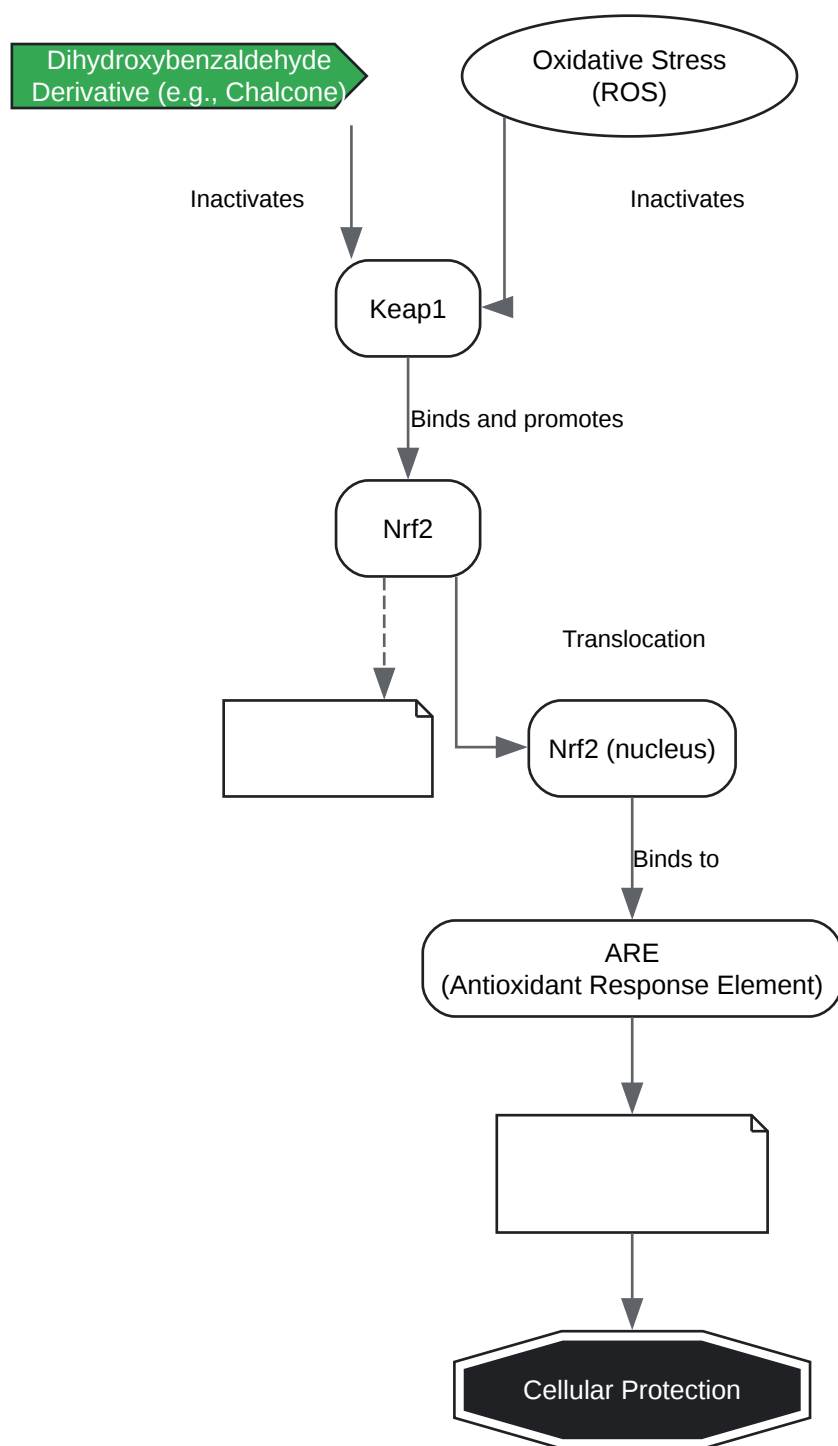 Dihydroxybenzaldehyde
Derivative (e.g., Chalcone)
Oxidative Stress
(ROS)
Inactivates
Inactivates
Keap1
Binds and promotes
Nrf2
Translocation
Nrf2 (nucleus)
Binds to
ARE
(Antioxidant Response Element)
Cellular Protection